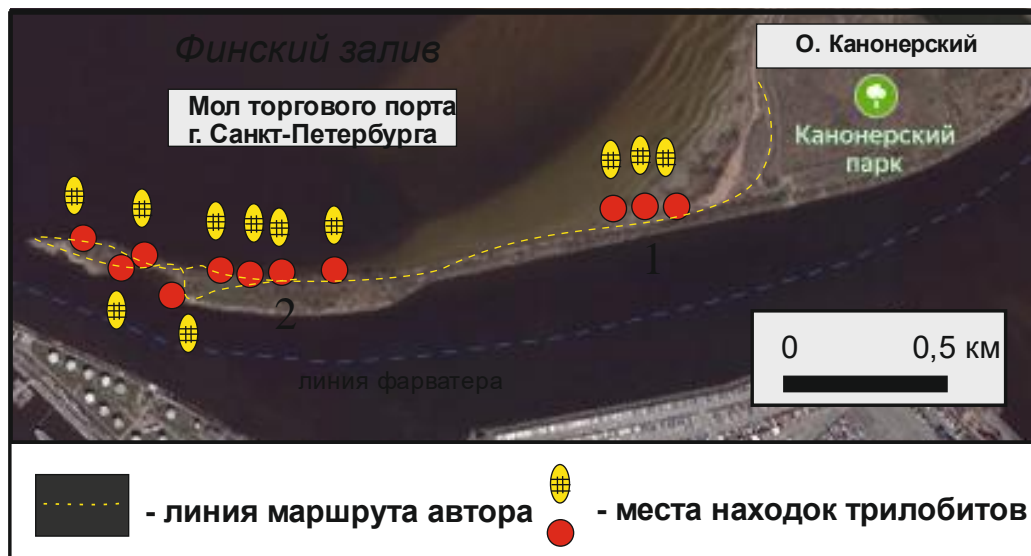 Финский залив
О. Канонерский
Мол торгового порта
г. Санкт-Петербурга
Канонерский
парк
1
2
0 0,5 км
линия фарватера
- линия маршрута автора
- места находок трилобитов